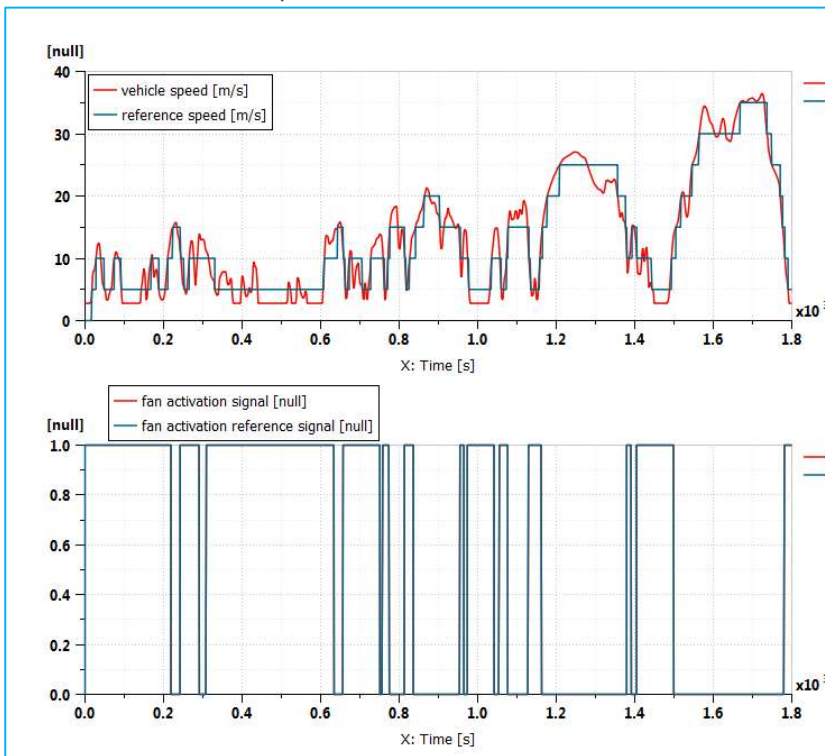 [null]
40
30
20
10
0
vehicle speed [m/s]
reference speed [m/s]
0.0 0.2 0.4 0.6 0.8 1.0 1.2 1.4 1.6 1.8
x10
X: Time [s]
fan activation signal [null]
fan activation reference signal [null]
[null]
1.0
0.8
0.6
0.4
0.2
0.0
0.0 0.2 0.4 0.6 0.8 1.0 1.2 1.4 1.6 1.8
x10
X: Time [s]